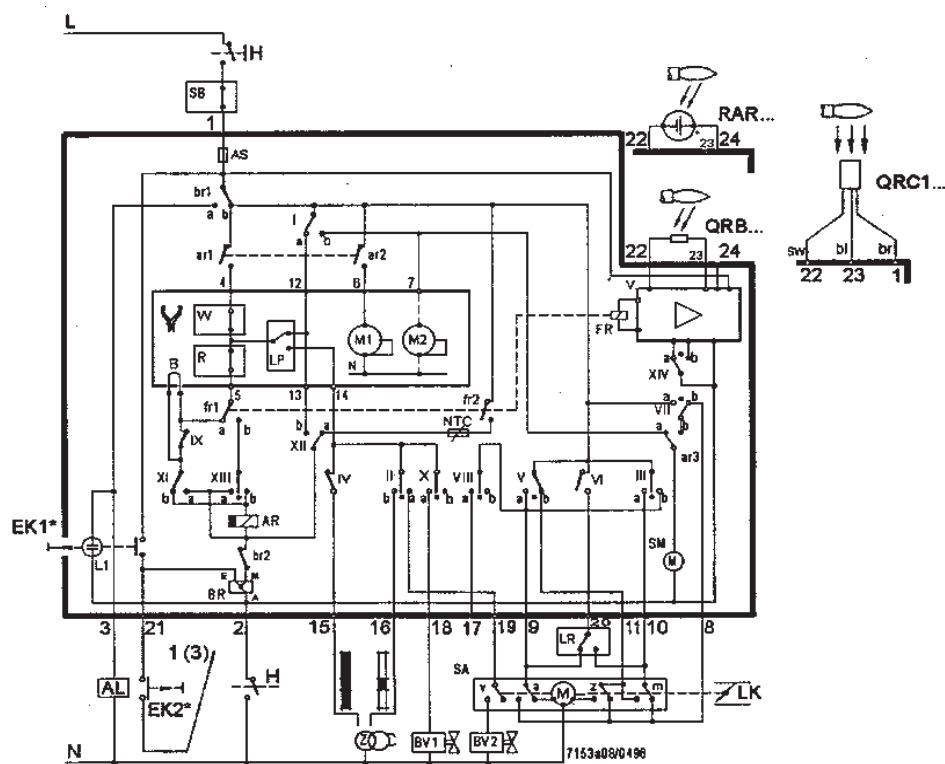 L
H
SB
1
AS
br1
a b
I
a b
ar1
ar2
4 12 6 7
W
R
LP
M1 M2
N
B
5 13 14
fr1
a b
fr2
NTC
IX
b a
XII
XI XIII
b a a b
IV
II X VIII
b a a b b
V VI III
a b b a
AR
br2
E M
A
BR
EK1*
L1
RAR...
22 23 24
QRB...
22 23 24
QRC1...
sw bl br
22 23 1
V
FR
a b
XIV
a
VII
b
a
ar3
SM
M
3 21 2 15 16 18 17 19 9 20 11 10 8
1 (3)
AL
EK2*
H
LR
SA
v a M z m
LK
Z
BV1 BV2
N
7153a08/0496